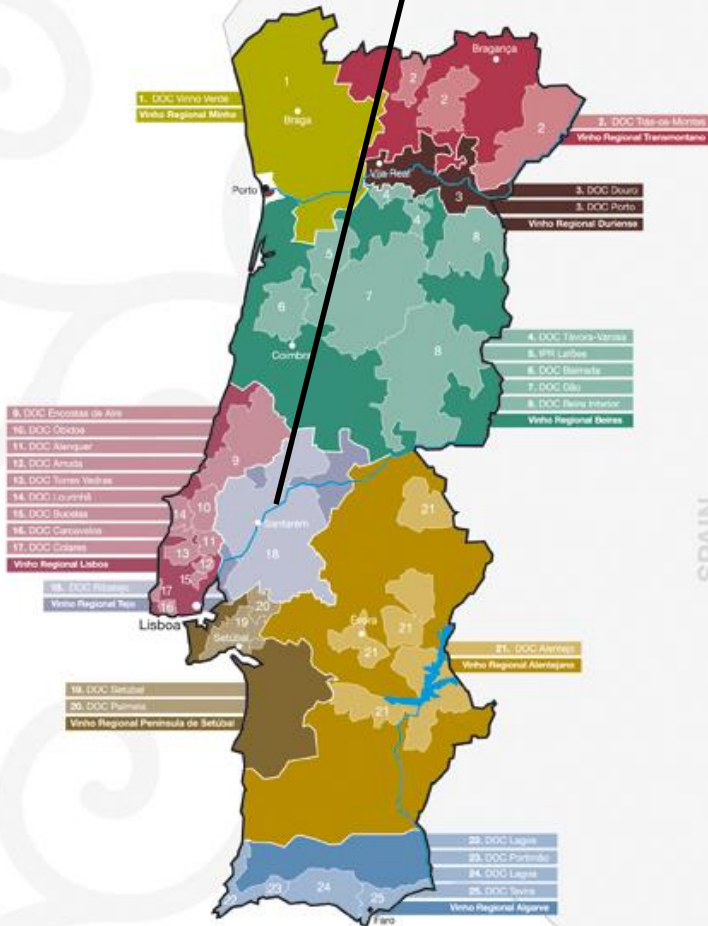 Bragança
2
2
1
2
1. DOC Vinho Verde
Vinho Regional Minho
Braga
2. DOC Trás-os-Montes
Vinho Regional Transmontano
Vila Real
Porto
3
3. DOC Douro
3. DOC Porto
Vinho Regional Duriense
4
4
5
8
7
6
8
Coimbra
4. DOC Távora-Varosa
5. IPR Lafões
6. DOC Bairrada
7. DOC Dão
8. DOC Beira Interior
Vinho Regional Beiras
9. DOC Encostas de Aire
10. DOC Óbidos
11. DOC Alenquer
12. DOC Arruda
13. DOC Torres Vedras
14. DOC Lourinhã
15. DOC Bucelas
16. DOC Carcavelos
17. DOC Colares
Vinho Regional Lisboa
9
14
10
11
13
12
15
17
16
Santarém
18
21
SPAIN
18. DOC Ribatejo
Vinho Regional Tejo
Lisboa
20
19
Setúbal
Évora
21
21
21
21. DOC Alentejo
Vinho Regional Alentejano
19. DOC Setúbal
20. DOC Palmela
Vinho Regional Península de Setúbal
22. DOC Lagos
23. DOC Portimão
24. DOC Lagoa
25. DOC Tavira
Vinho Regional Algarve
22
23
24
25
Faro